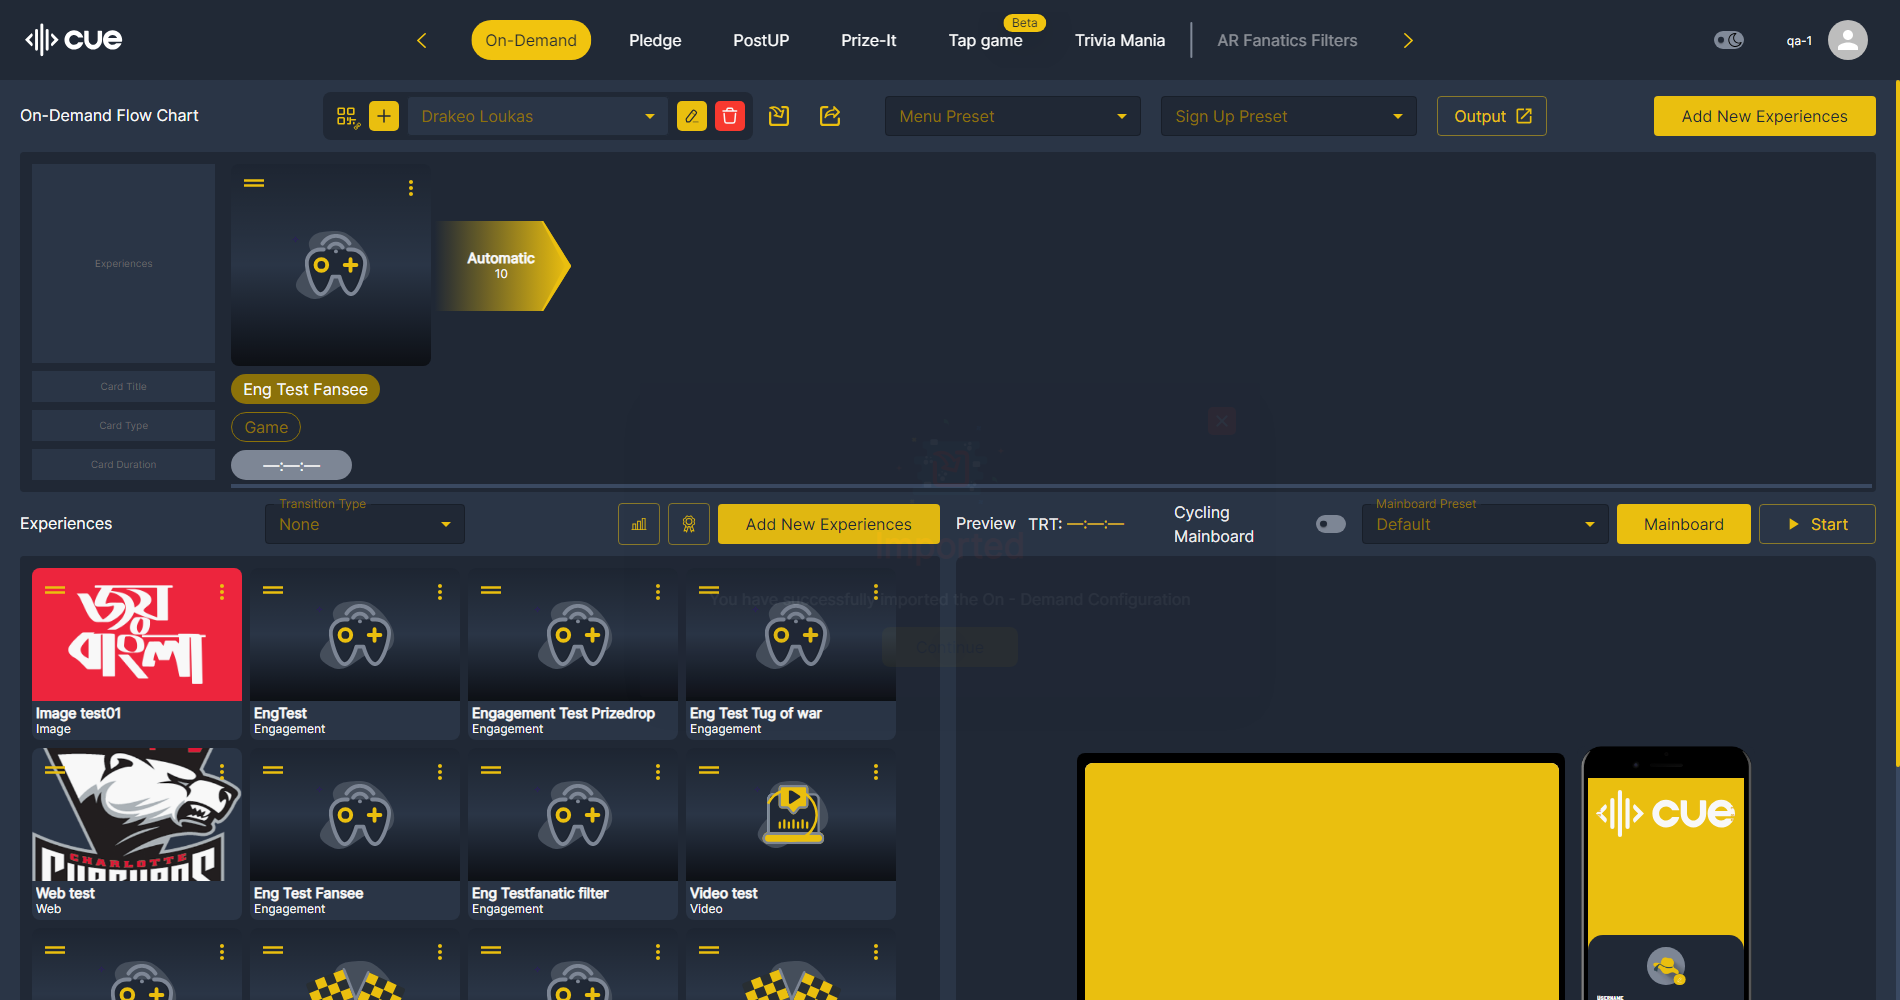 cue
On-Demand
Pledge
PostUP
Prize-It
Tap game
Beta
Trivia Mania
AR Fanatics Filters
qa-1
On-Demand Flow Chart
Drakeo Loukas
Menu Preset
Sign Up Preset
Output
Add New Experiences
Experiences
Automatic
10
Card Title
Eng Test Fansee
Card Type
Game
Card Duration
—:—:—
Experiences
Transition Type
None
Add New Experiences
Preview
TRT: —:—:—
Cycling
Mainboard
Mainboard Preset
Default
Mainboard
Start
Imported
You have successfully imported the On - Demand Configuration
Continue
জয়
বাংলা
Image test01
Image
EngTest
Engagement
Engagement Test Prizedrop
Engagement
Eng Test Tug of war
Engagement
CHARLOTTE
Web test
Web
Eng Test Fansee
Engagement
Eng Testfanatic filter
Engagement
Video test
Video
cue
USERNAME